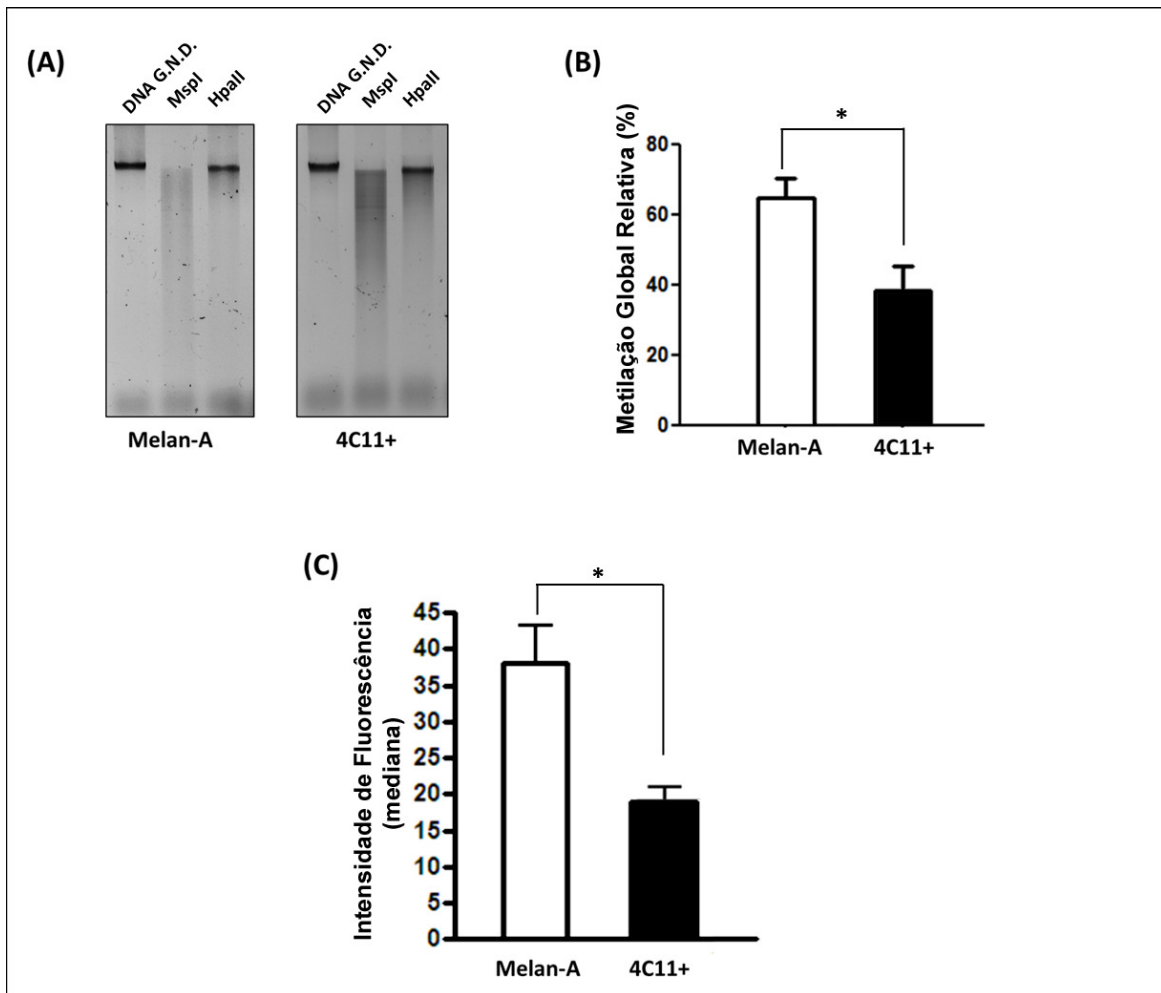 (A)
DNA G.N.D.
MspI
HpaII
DNA G.N.D.
MspI
HpaII
Melan-A
4C11+
(B)
Metilação Global Relativa (%)
*
80
60
40
20
0
Melan-A
4C11+
(C)
Intensidade de Fluorescência
(mediana)
*
45
40
35
30
25
20
15
10
5
0
Melan-A
4C11+